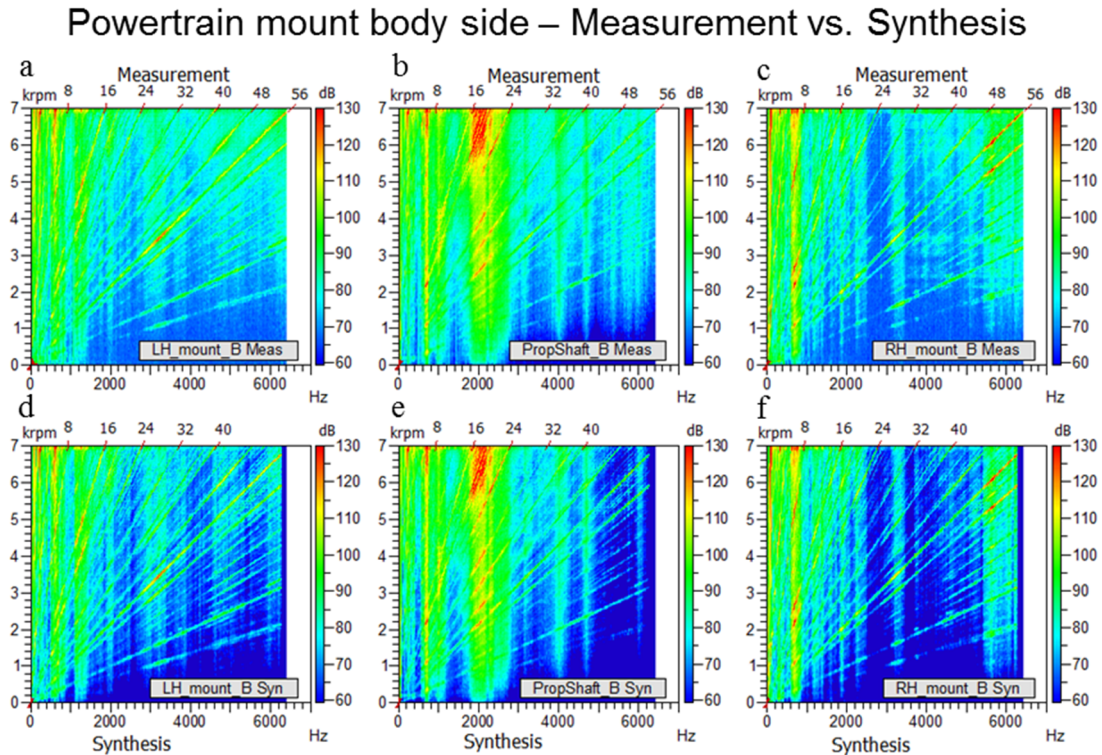 Powertrain mount body side – Measurement vs. Synthesis
a b c
Measurement Measurement Measurement
krpm 8 16 24 32 40 48 56 dB krpm 8 16 24 32 40 48 56 dB krpm 8 16 24 32 40 48 56 dB
7 130 7 130 7 130
6 120 6 120 6 120
5 110 5 110 5 110
4 100 4 100 4 100
3 90 3 90 3 90
2 80 2 80 2 80
1 70 1 70 1 70
LH_mount_B Meas PropShaft_B Meas RH_mount_B Meas
0 60 0 60 0 60
0 2000 4000 6000 0 2000 4000 6000 0 2000 4000 6000
Hz Hz Hz
d e f
krpm 8 16 24 32 40 dB krpm 8 16 24 32 40 dB krpm 8 16 24 32 40 dB
7 130 7 130 7 130
6 120 6 120 6 120
5 110 5 110 5 110
4 100 4 100 4 100
3 90 3 90 3 90
2 80 2 80 2 80
1 70 1 70 1 70
LH_mount_B Syn PropShaft_B Syn RH_mount_B Syn
0 60 0 60 0 60
0 2000 4000 6000 0 2000 4000 6000 0 2000 4000 6000
Hz Hz Hz
Synthesis Synthesis Synthesis